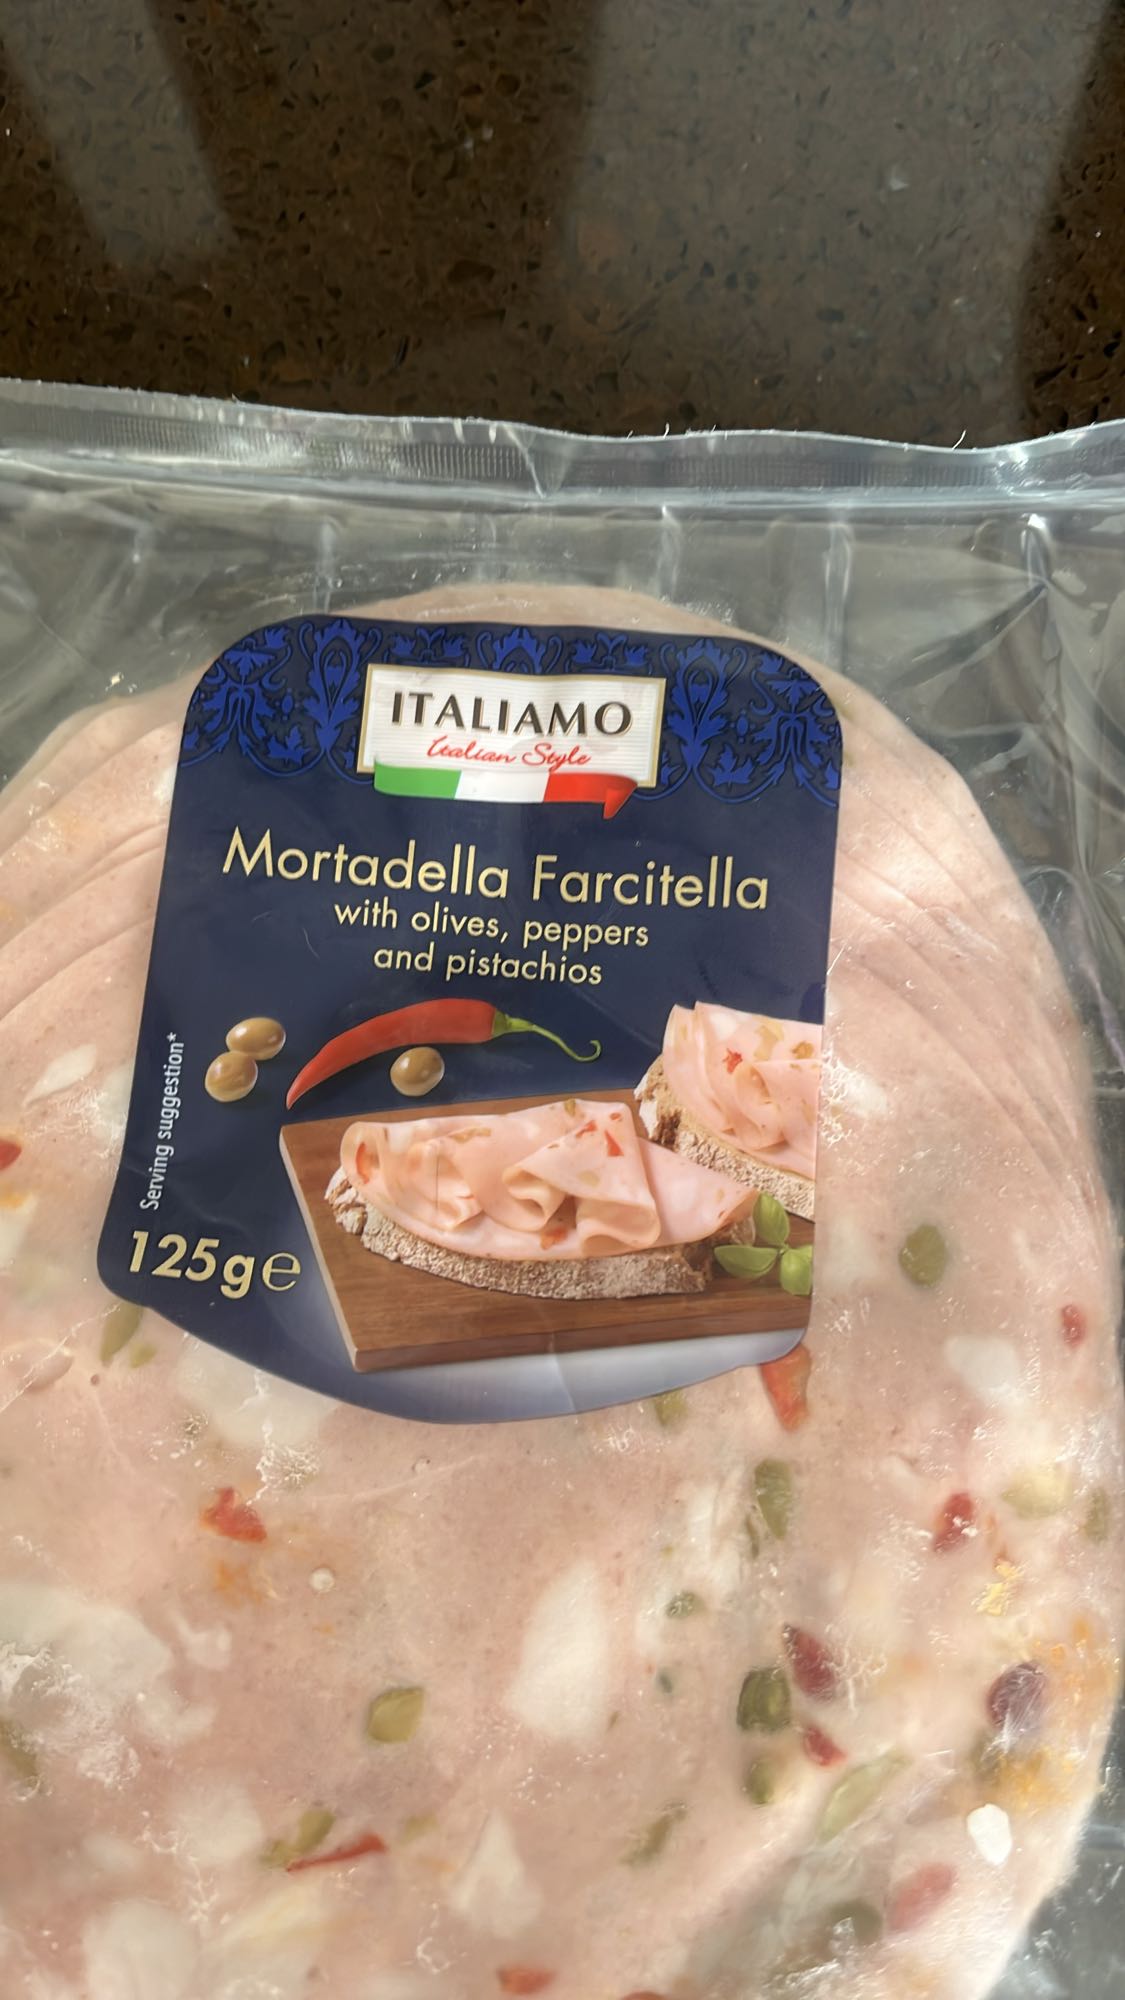 ITALIAMO
Italian Style
Mortadella Farcitella
with olives, peppers
and pistachios
Serving suggestion*
125g℮